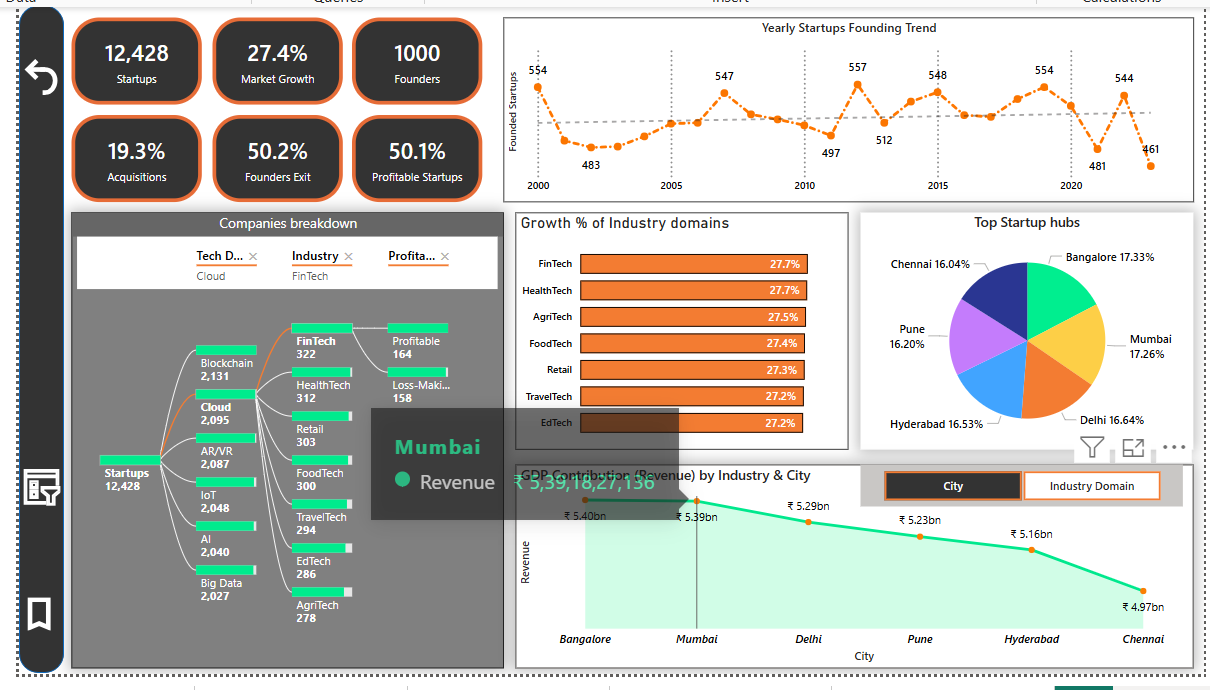 Data
Queries
Insert
Calculations
12,428
Startups
27.4%
Market Growth
1000
Founders
19.3%
Acquisitions
50.2%
Founders Exit
50.1%
Profitable Startups
Yearly Startups Founding Trend
Founded Startups
554
483
547
497
557
512
548
554
481
544
461
2000
2005
2010
2015
2020
Companies breakdown
Tech D...
Cloud
Industry
FinTech
Profita...
Startups
12,428
Blockchain
2,131
Cloud
2,095
AR/VR
2,087
IoT
2,048
AI
2,040
Big Data
2,027
FinTech
322
HealthTech
312
Retail
303
FoodTech
300
TravelTech
294
EdTech
286
AgriTech
278
Profitable
164
Loss-Maki...
158
Growth % of Industry domains
FinTech
27.7%
HealthTech
27.7%
AgriTech
27.5%
FoodTech
27.4%
Retail
27.3%
TravelTech
27.2%
EdTech
27.2%
Top Startup hubs
Bangalore 17.33%
Mumbai
17.26%
Delhi 16.64%
Hyderabad 16.53%
Pune
16.20%
Chennai 16.04%
Mumbai
Revenue ₹ 5,39,18,27,136
GDP Contribution (Revenue) by Industry & City
City
Industry Domain
Revenue
₹ 5.40bn
₹ 5.39bn
₹ 5.29bn
₹ 5.23bn
₹ 5.16bn
₹ 4.97bn
Bangalore
Mumbai
Delhi
Pune
Hyderabad
Chennai
City